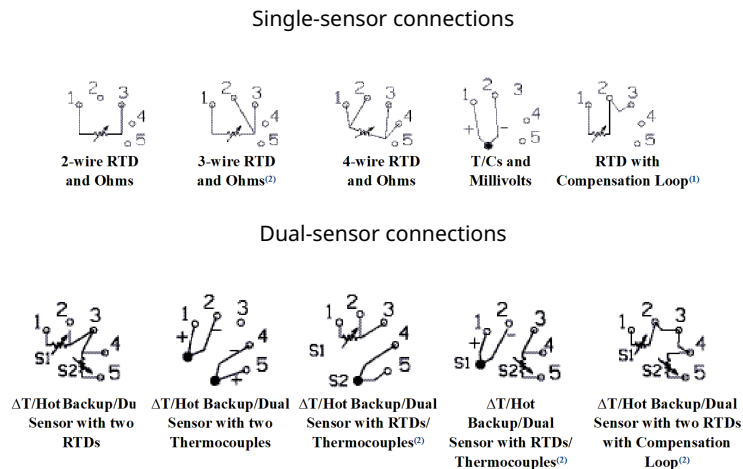 Single-sensor connections
1 2 3 4 5
1 2 3 4 5
1 2 3 4 5
1 2 3 4 5 + -
1 2 3 4 5
2-wire RTD
and Ohms
3-wire RTD
and Ohms(2)
4-wire RTD
and Ohms
T/Cs and
Millivolts
RTD with
Compensation Loop(1)
Dual-sensor connections
1 2 3 4 5 S1 S2
1 2 3 4 5 + - - +
1 2 3 4 5 S1 S2
1 2 3 4 5 + - S1 S2
1 2 3 4 5 S1 S2
ΔT/Hot Backup/Du
Sensor with two
RTDs
ΔT/Hot Backup/Dual
Sensor with two
Thermocouples
ΔT/Hot Backup/Dual
Sensor with RTDs/
Thermocouples(2)
ΔT/Hot
Backup/Dual
Sensor with RTDs/
Thermocouples(2)
ΔT/Hot Backup/Dual
Sensor with two RTDs
with Compensation
Loop(2)